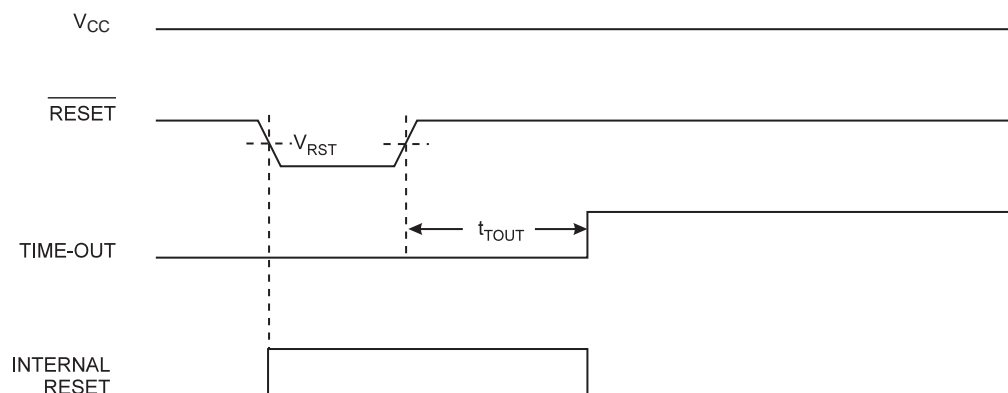 VCC
RESET
VRST
tTOUT
TIME-OUT
INTERNAL
RESET